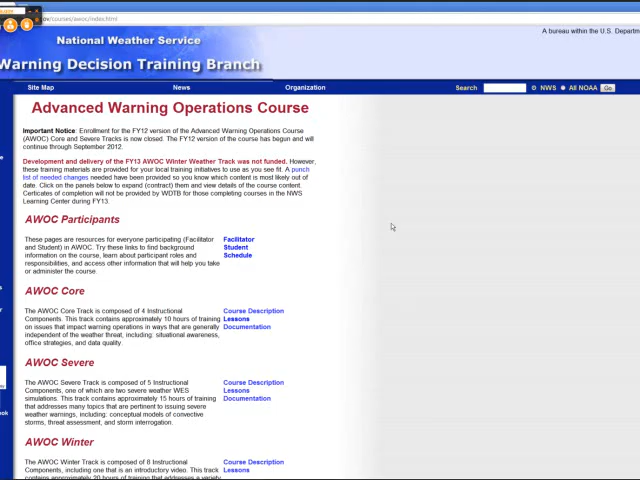 ov/courses/awoc/index.html
A bureau within the U.S. Departm
National Weather Service
Warning Decision Training Branch
Site Map News Organization Search NWS All NOAA Go
Advanced Warning Operations Course
Important Notice: Enrollment for the FY12 version of the Advanced Warning Operations Course
(AWOC) Core and Severe Tracks is now closed. The FY12 version of the course has begun and will
continue through September 2012.
Development and delivery of the FY13 AWOC Winter Weather Track was not funded. However,
these training materials are provided for your local training initiatives to use as you see fit. A punch
list of needed changes needed have been provided so you know which content is most likely out of
date. Click on the panels below to expand (contract) them and view details of the course content.
Certicates of completion will not be provided by WDTB for those completing courses in the NWS
Learning Center during FY13.
AWOC Participants
These pages are resources for everyone participating (Facilitator
and Student) in AWOC. Try these links to find background
information on the course, learn about participant roles and
responsibilities, and access other information that will help you take
or administer the course.
Facilitator
Student
Schedule
AWOC Core
The AWOC Core Track is composed of 4 Instructional
Components. This track contains approxmately 10 hours of training
on issues that impact warning operations in ways that are generally
independent of the weather threat, including: situational awareness,
office strategies, and data quality.
Course Description
Lessons
Documentation
AWOC Severe
The AWOC Severe Track is composed of 5 Instructional
Components, one of which are two severe weather WES
simulations. This track contains approxmately 15 hours of training
that addresses many topics that are pertinent to issuing severe
weather warnings, including: conceptual models of convective
storms, threat assessment, and storm interrogation.
Course Description
Lessons
Documentation
AWOC Winter
The AWOC Winter Track is composed of 8 Instructional
Components, including one that is an introductory video. This track
contains approxmately 20 hours of training that addresses a variety
Course Description
Lessons